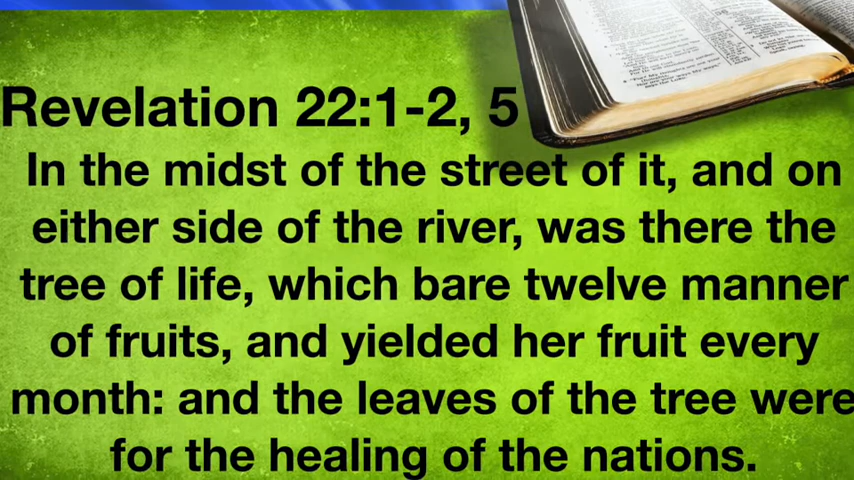 Revelation 22:1-2, 5
In the midst of the street of it, and on
either side of the river, was there the
tree of life, which bare twelve manner
of fruits, and yielded her fruit every
month: and the leaves of the tree were
for the healing of the nations.